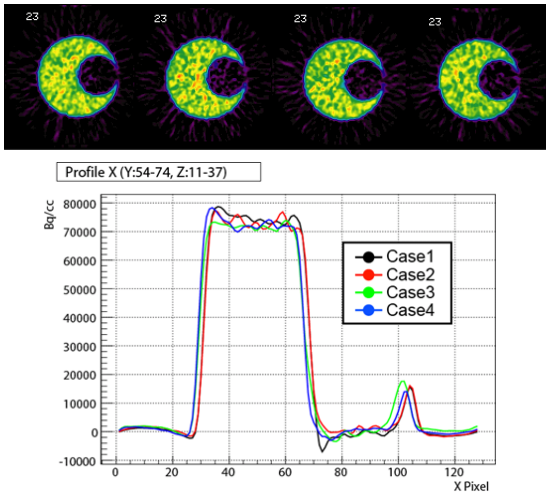 23 23 23 23
Profile X (Y:54-74, Z:11-37)
Bq/cc
80000
70000
60000
50000
40000
30000
20000
10000
0
-10000
Case1
Case2
Case3
Case4
0 20 40 60 80 100 120
X Pixel